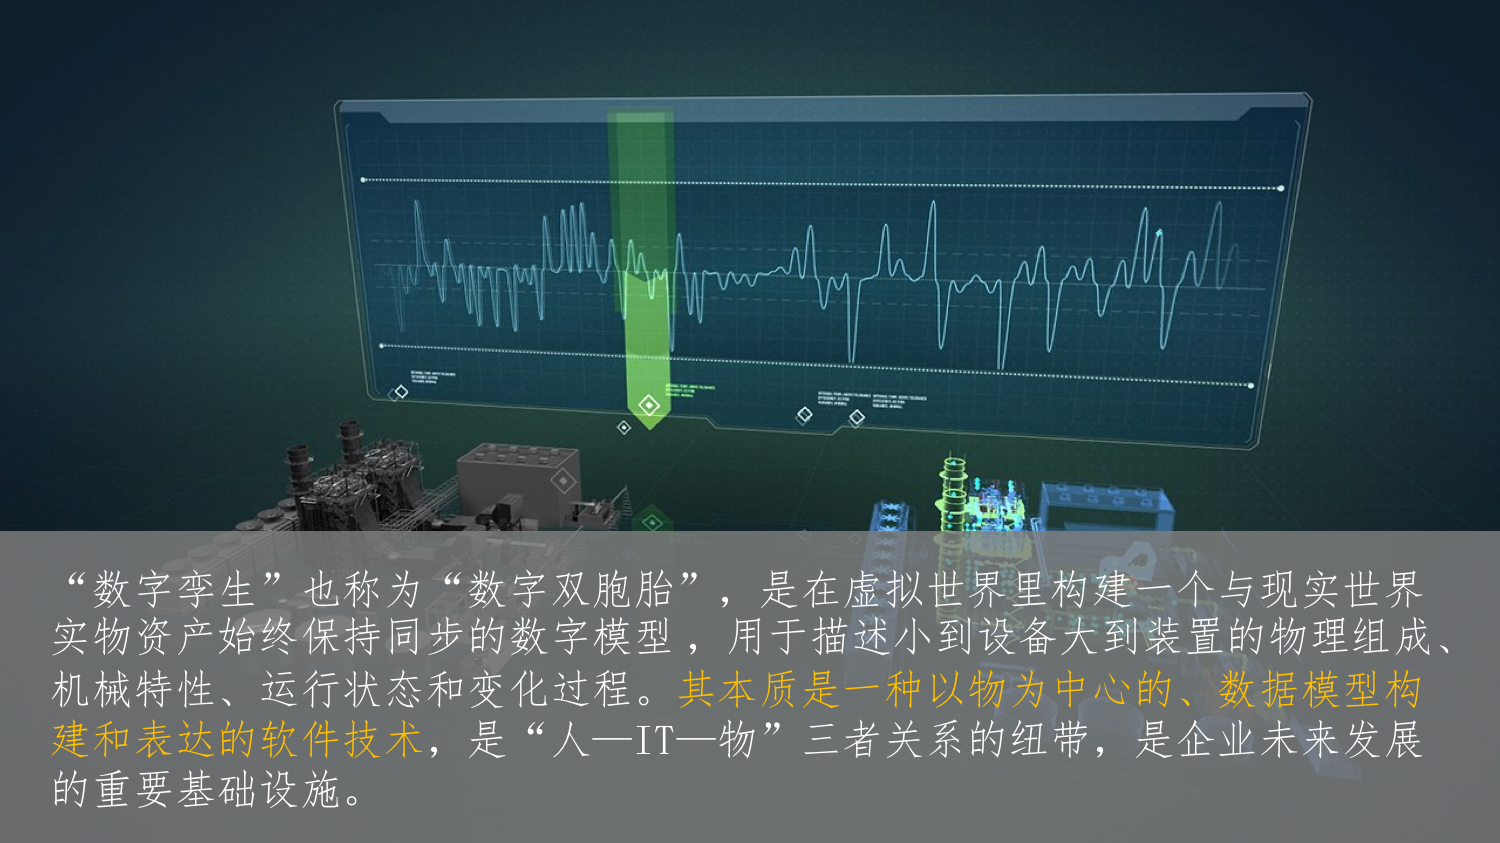 “数字孪生”也称为“数字双胞胎”，是在虚拟世界里构建一个与现实世界
实物资产始终保持同步的数字模型，用于描述小到设备大到装置的物理组成、
机械特性、运行状态和变化过程。其本质是一种以物为中心的、数据模型构
建和表达的软件技术，是“人—IT—物”三者关系的纽带，是企业未来发展
的重要基础设施。